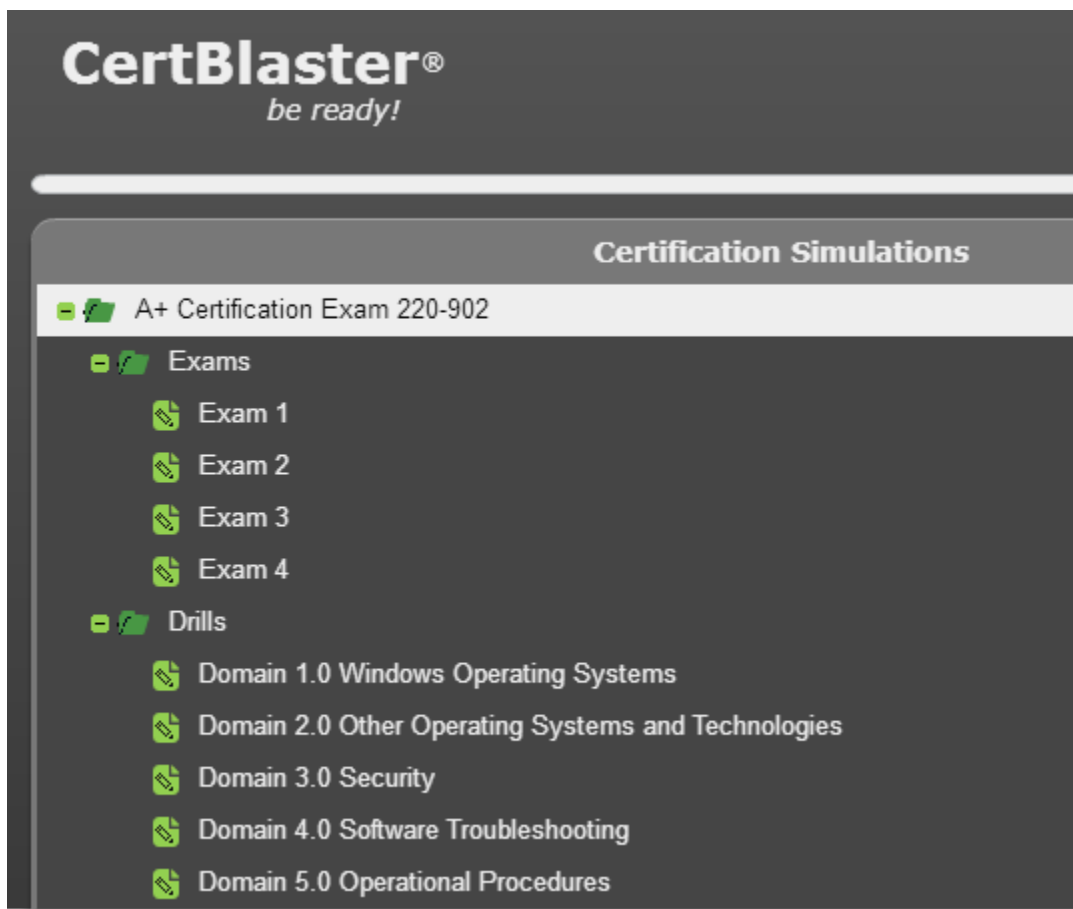 CertBlaster®
be ready!
Certification Simulations
A+ Certification Exam 220-902
Exams
Exam 1
Exam 2
Exam 3
Exam 4
Drills
Domain 1.0 Windows Operating Systems
Domain 2.0 Other Operating Systems and Technologies
Domain 3.0 Security
Domain 4.0 Software Troubleshooting
Domain 5.0 Operational Procedures